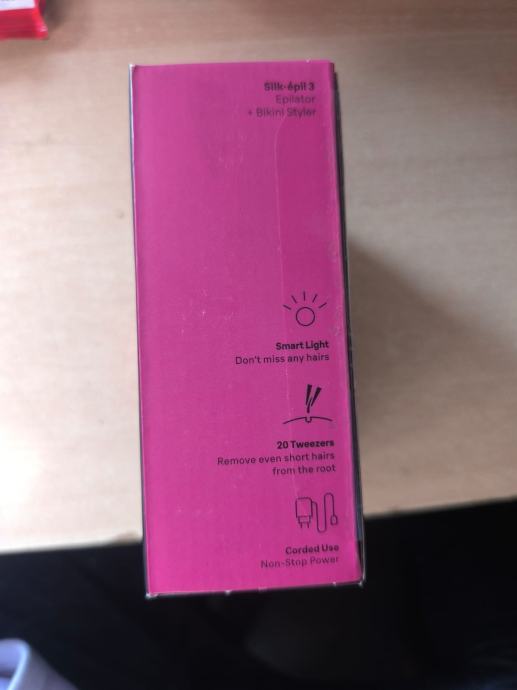 Silk-épil 3
Epilator
+ Bikini Styler
Smart Light
Don't miss any hairs
20 Tweezers
Remove even short hairs
from the root
Corded Use
Non-Stop Power